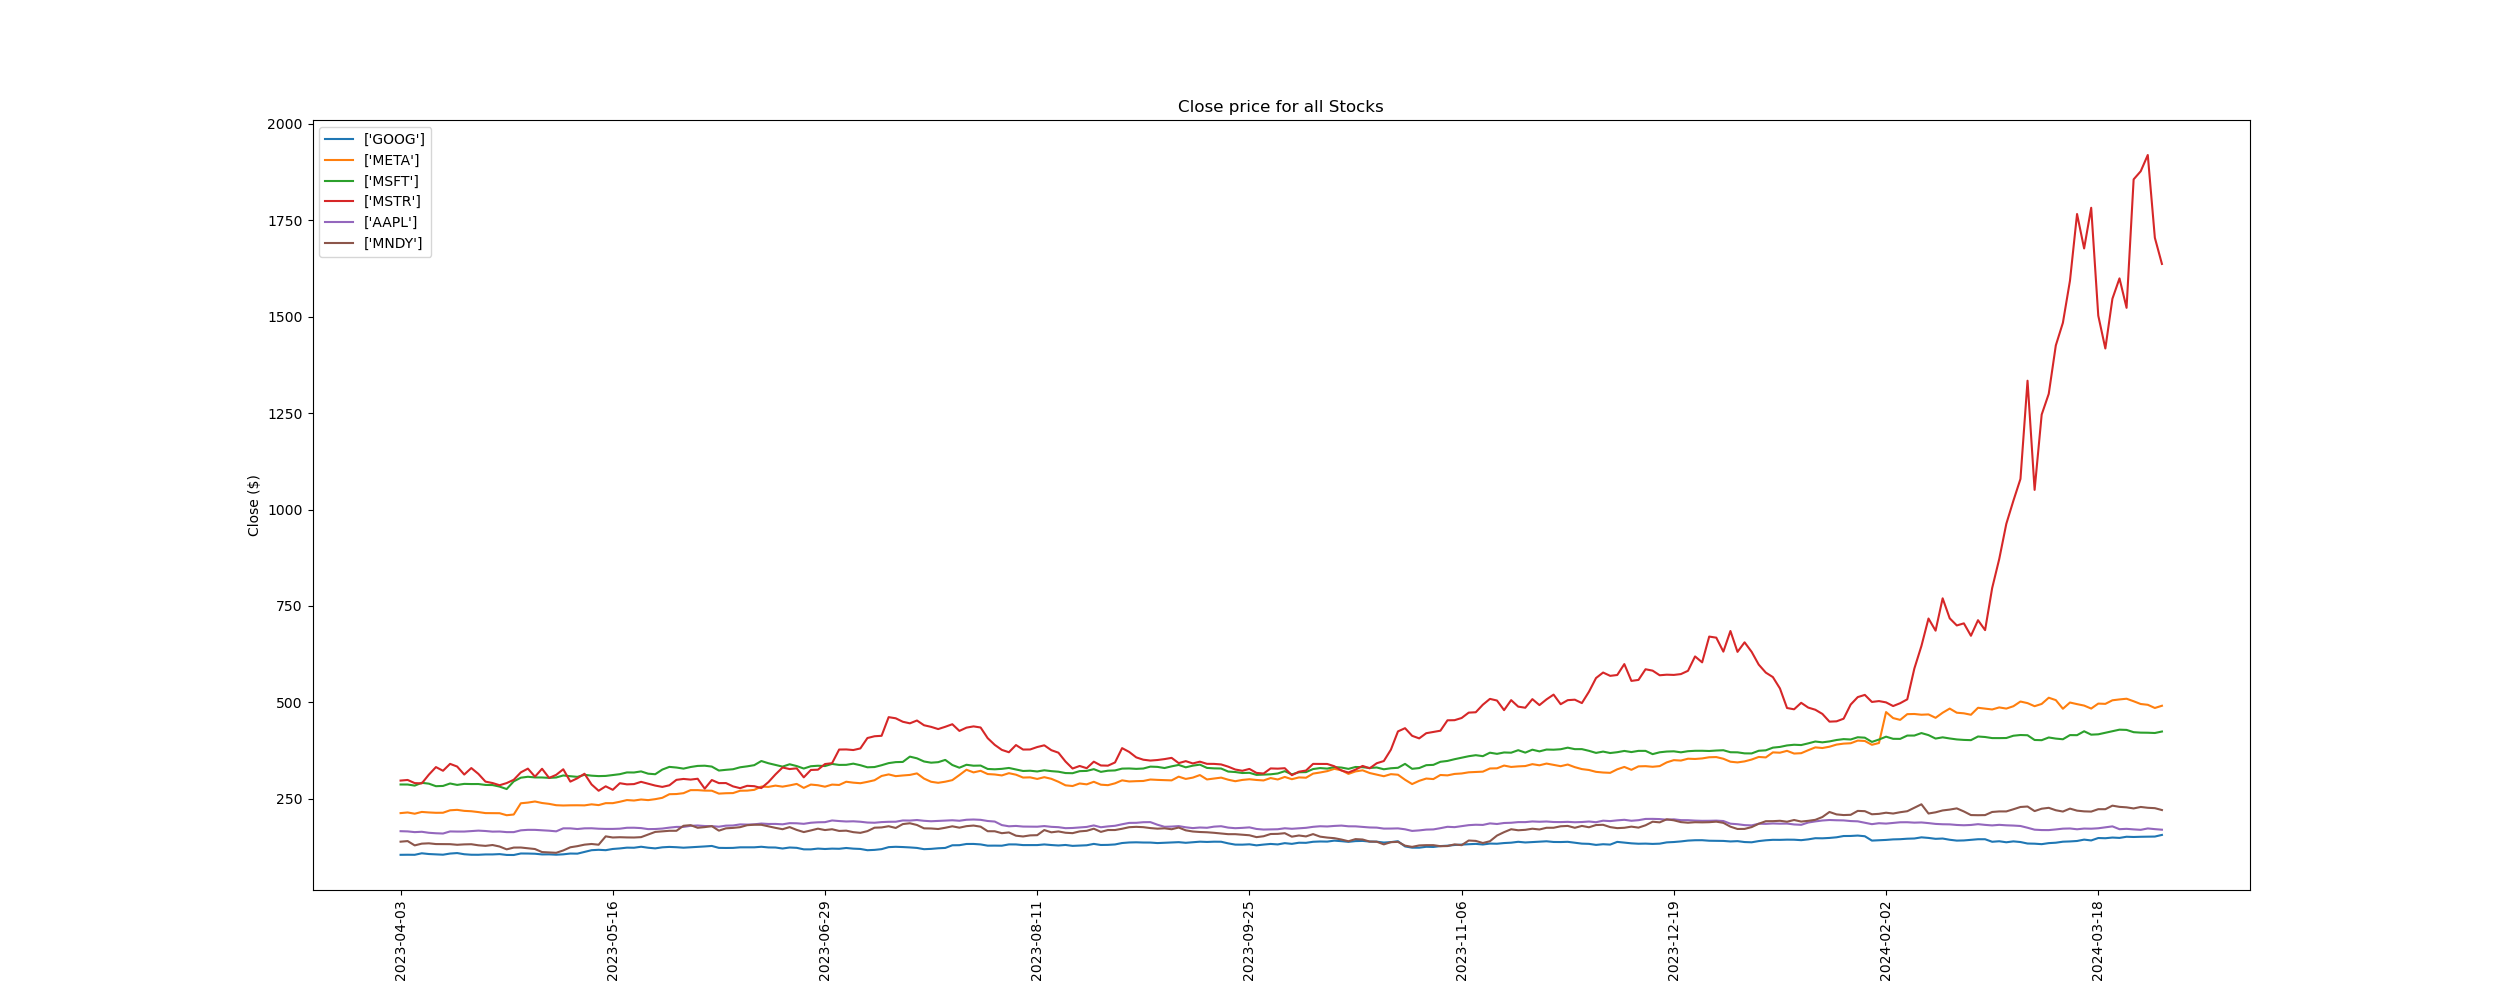 Close price for all Stocks
['GOOG']
['META']
['MSFT']
['MSTR']
['AAPL']
['MNDY']
2000
1750
1500
1250
1000
750
500
250
Close ($)
2023-04-03
2023-05-16
2023-06-29
2023-08-11
2023-09-25
2023-11-06
2023-12-19
2024-02-02
2024-03-18